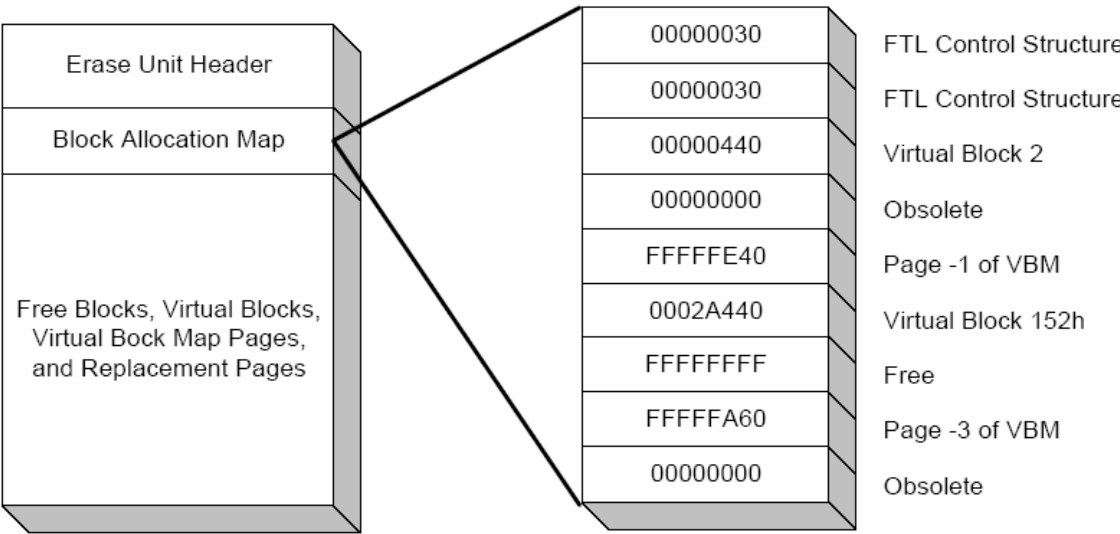 Erase Unit Header
Block Allocation Map
Free Blocks, Virtual Blocks,
Virtual Bock Map Pages,
and Replacement Pages
00000030 FTL Control Structure
00000030 FTL Control Structure
00000440 Virtual Block 2
00000000 Obsolete
FFFFFE40 Page -1 of VBM
0002A440 Virtual Block 152h
FFFFFFFF Free
FFFFFA60 Page -3 of VBM
00000000 Obsolete